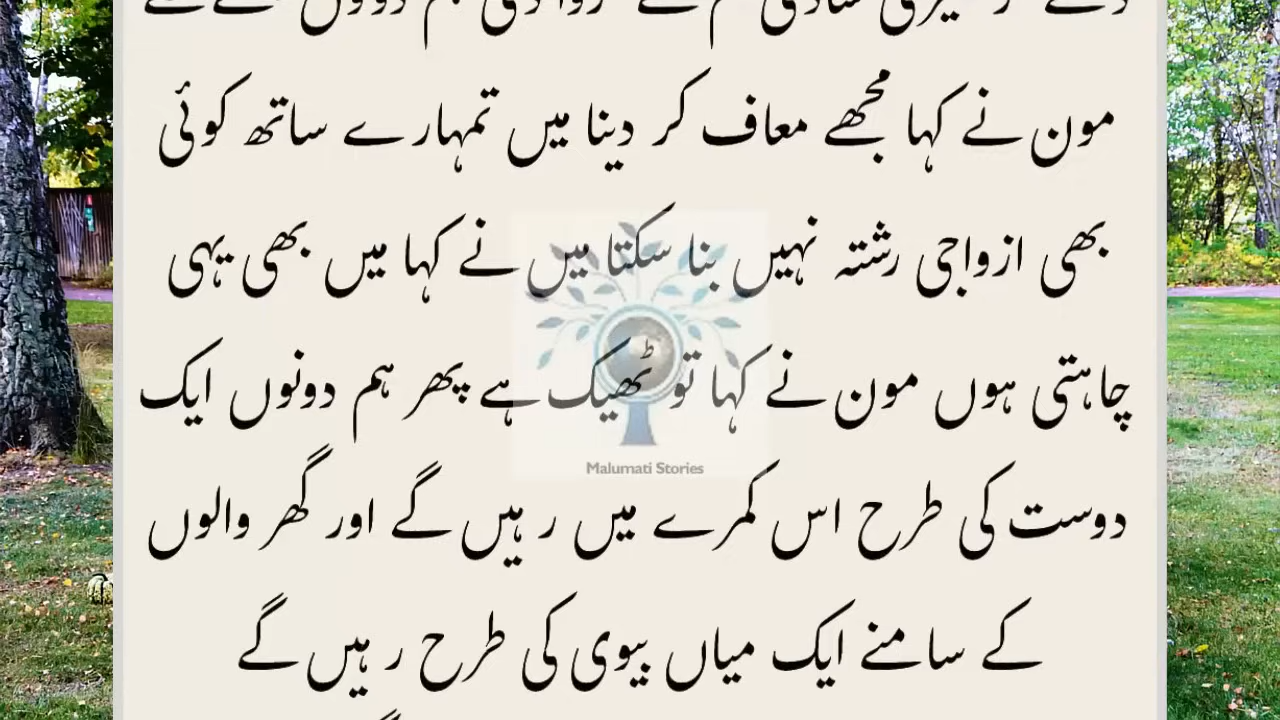 مون نے کہا مجھے معاف کر دینا میں تمہارے ساتھ کوئی
بھی ازواجی رشتہ نہیں بنا سکتا میں نے کہا میں بھی یہی
چاہتی ہوں مون نے کہا تو ٹھیک ہے پھر ہم دونوں ایک
Malumati Stories
دوست کی طرح اس کمرے میں رہیں گے اور گھر والوں
کے سامنے ایک میاں بیوی کی طرح رہیں گے